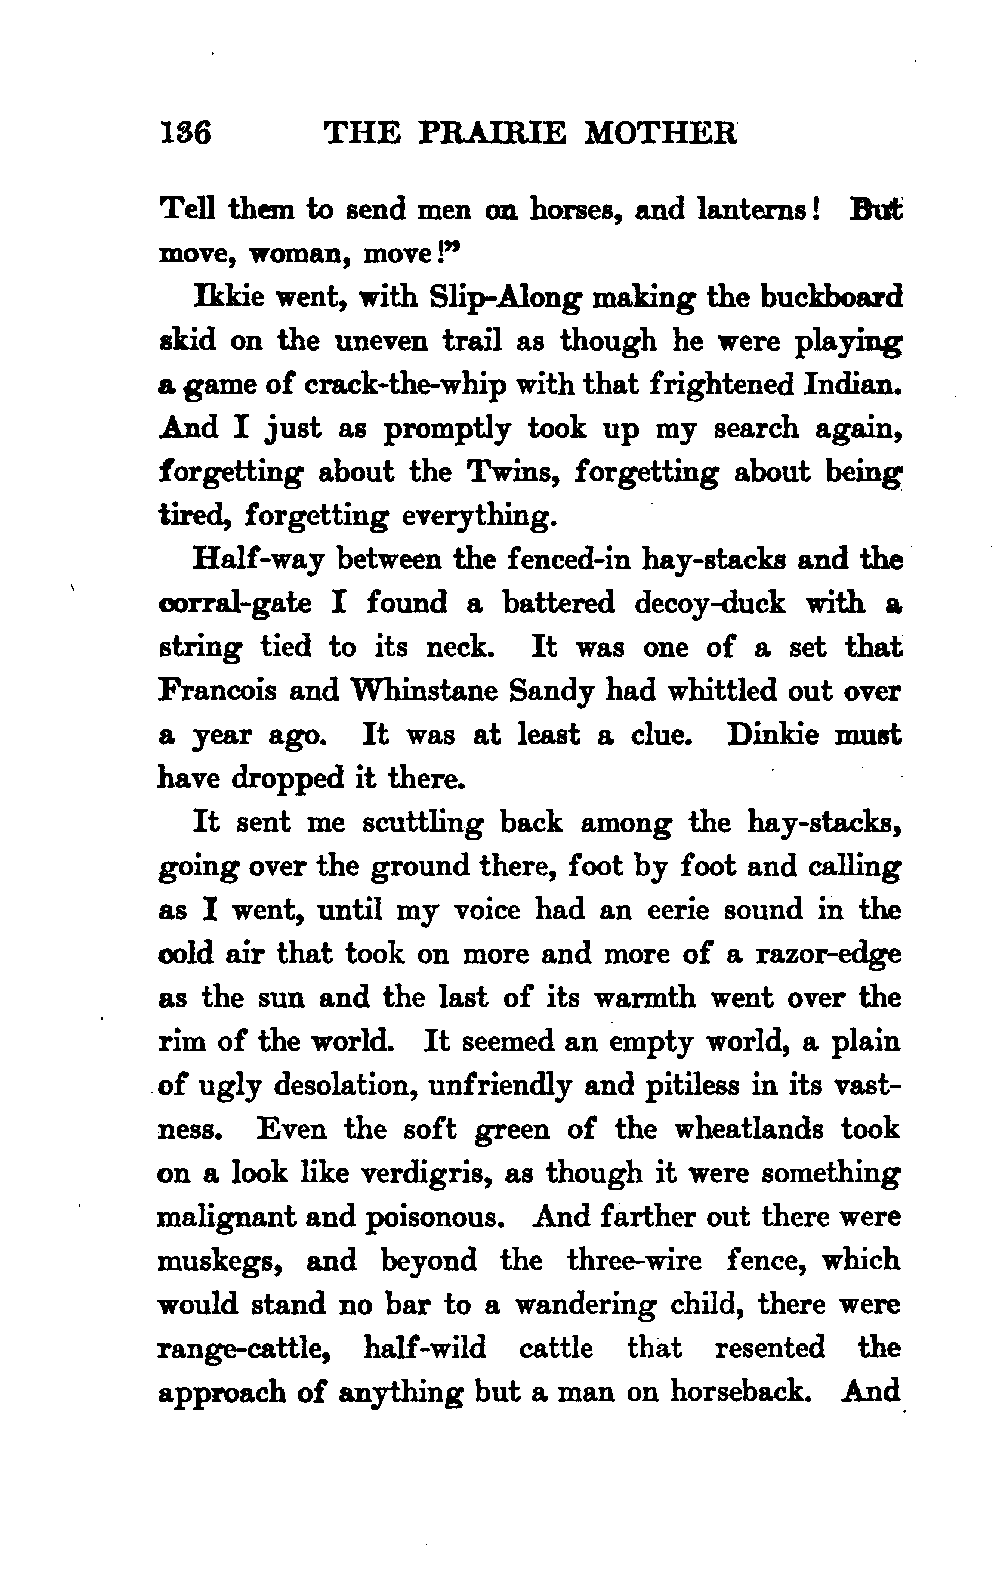 136 THE PRAIRIE MOTHER
Tell them to send men on horses, and lanterns! But
move, woman, move!”
Ikkie went, with Slip-Along making the buckboard
skid on the uneven trail as though he were playing
a game of crack-the-whip with that frightened Indian.
And I just as promptly took up my search again,
forgetting about the Twins, forgetting about being
tired, forgetting everything.
Half-way between the fenced-in hay-stacks and the
corral-gate I found a battered decoy-duck with a
string tied to its neck. It was one of a set that
Francois and Whinstane Sandy had whittled out over
a year ago. It was at least a clue. Dinkie must
have dropped it there.
It sent me scuttling back among the hay-stacks,
going over the ground there, foot by foot and calling
as I went, until my voice had an eerie sound in the
cold air that took on more and more of a razor-edge
as the sun and the last of its warmth went over the
rim of the world. It seemed an empty world, a plain
of ugly desolation, unfriendly and pitiless in its vast-
ness. Even the soft green of the wheatlands took
on a look like verdigris, as though it were something
malignant and poisonous. And farther out there were
muskegs, and beyond the three-wire fence, which
would stand no bar to a wandering child, there were
range-cattle, half-wild cattle that resented the
approach of anything but a man on horseback. And